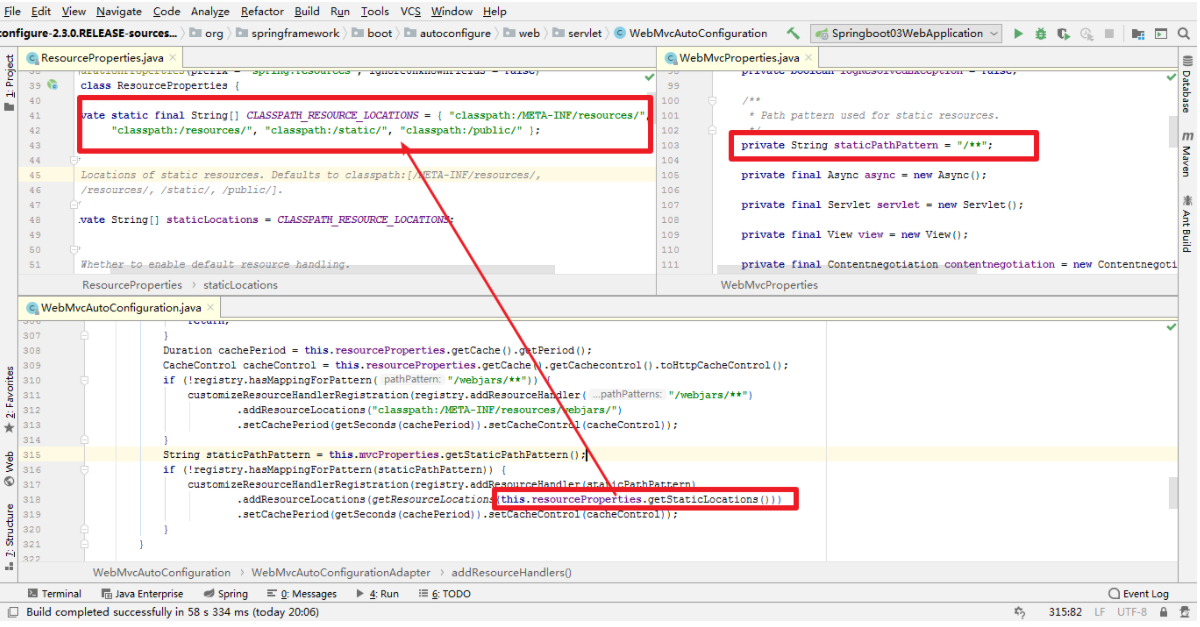 File Edit View Navigate Code Analyze Refactor Build Run Tools VCS Window Help
configure-2.3.0.RELEASE-sources... org springframework boot autoconfigure web servlet WebMvcAutoConfiguration Springboot03WebApplication
ResourceProperties.java
39 class ResourceProperties {
40
41 vate static final String[] CLASSPATH_RESOURCE_LOCATIONS = { "classpath:/META-INF/resources/",
42 "classpath:/resources/", "classpath:/static/", "classpath:/public/" };
43
44
45 Locations of static resources. Defaults to classpath:[/META-INF/resources/,
46 /resources/, /static/, /public/].
47
48 vate String[] staticLocations = CLASSPATH_RESOURCE_LOCATIONS;
49
50
51 Whether to enable default resource handling.
ResourceProperties > staticLocations
WebMvcProperties.java
98 private boolean logResolvedException = false;
99
100 /**
101 * Path pattern used for static resources.
102 */
103 private String staticPathPattern = "/**";
104
105 private final Async async = new Async();
106
107 private final Servlet servlet = new Servlet();
108
109 private final View view = new View();
110
111 private final Contentnegotiation contentnegotiation = new Contentnegoti
WebMvcProperties
WebMvcAutoConfiguration.java
306 return;
307 }
308 Duration cachePeriod = this.resourceProperties.getCache().getPeriod();
309 CacheControl cacheControl = this.resourceProperties.getCache().getCachecontrol().toHttpCacheControl();
310 if (!registry.hasMappingForPattern( pathPattern: "/webjars/**")) {
311 customizeResourceHandlerRegistration(registry.addResourceHandler( ...pathPatterns: "/webjars/**")
312 .addResourceLocations("classpath:/META-INF/resources/webjars/")
313 .setCachePeriod(getSeconds(cachePeriod)).setCacheControl(cacheControl));
314 }
315 String staticPathPattern = this.mvcProperties.getStaticPathPattern();
316 if (!registry.hasMappingForPattern(staticPathPattern)) {
317 customizeResourceHandlerRegistration(registry.addResourceHandler(staticPathPattern)
318 .addResourceLocations(getResourceLocations(this.resourceProperties.getStaticLocations()))
319 .setCachePeriod(getSeconds(cachePeriod)).setCacheControl(cacheControl));
320 }
321 }
322
WebMvcAutoConfiguration > WebMvcAutoConfigurationAdapter > addResourceHandlers()
1: Project
2: Favorites
Web
7: Structure
Database
Maven
Ant Build
Terminal Java Enterprise Spring 0: Messages 4: Run 6: TODO Event Log
Build completed successfully in 58 s 334 ms (today 20:06) 315:82 LF UTF-8